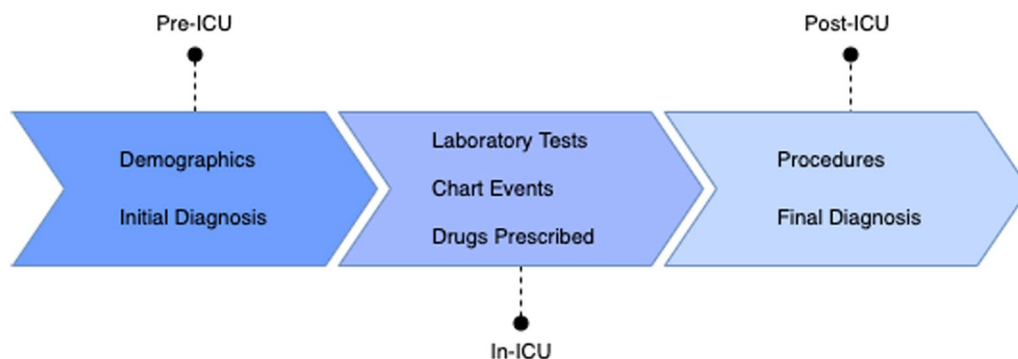 Pre-ICU
Post-ICU
Demographics
Initial Diagnosis
Laboratory Tests
Chart Events
Drugs Prescribed
Procedures
Final Diagnosis
In-ICU